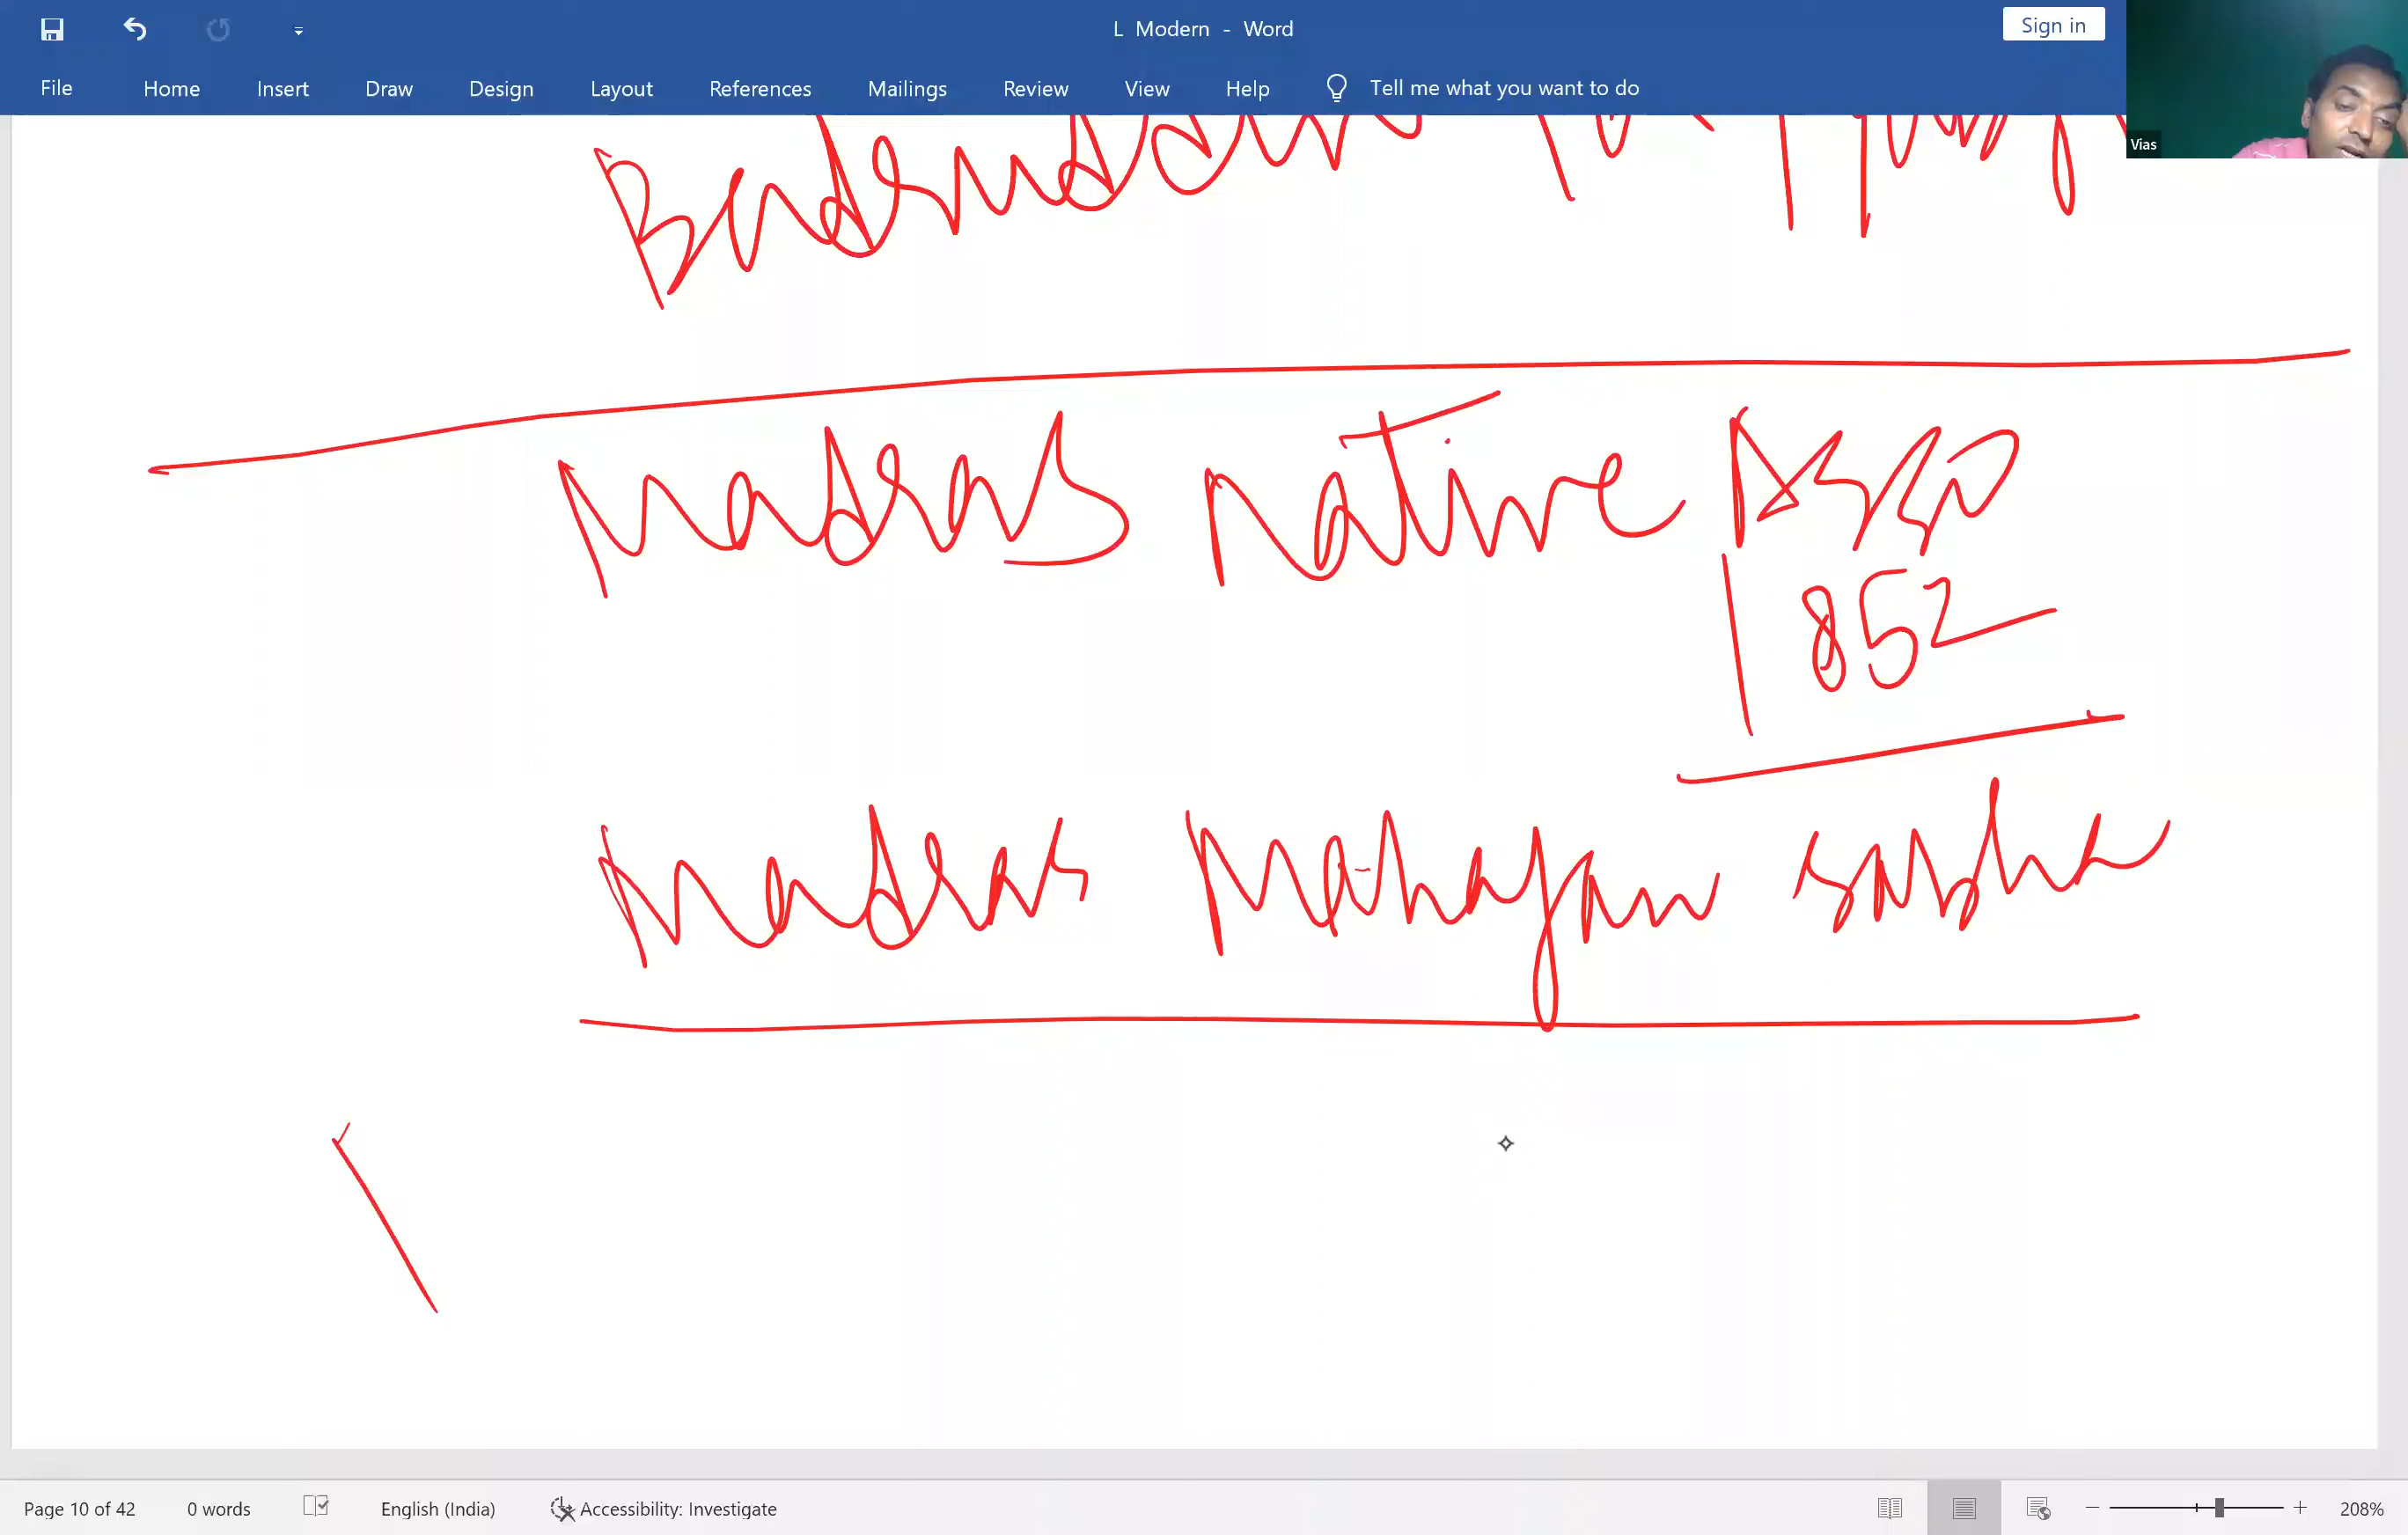 L Modern - Word
Sign in
File Home Insert Draw Design Layout References Mailings Review View Help Tell me what you want to do
Vias
Badruddin
Madras Native Asso
1852
Madras Mahajan Sabha
Page 10 of 42 0 words English (India) Accessibility: Investigate 208%